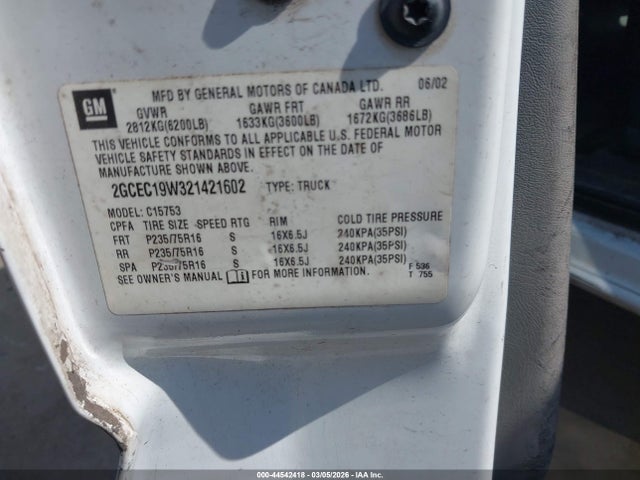 GM
MFD BY GENERAL MOTORS OF CANADA LTD. 06/02
GVWR GAWR FRT GAWR RR
2812KG(6200LB) 1633KG(3600LB) 1672KG(3686LB)
THIS VEHICLE CONFORMS TO ALL APPLICABLE U.S. FEDERAL MOTOR
VEHICLE SAFETY STANDARDS IN EFFECT ON THE DATE OF
MANUFACTURE SHOWN ABOVE.
2GCEC19W321421602 TYPE: TRUCK
MODEL: C15753
CPFA TIRE SIZE SPEED RTG RIM COLD TIRE PRESSURE
FRT P235/75R16 S 16X6.5J 240KPA(35PSI)
RR P235/75R16 S 16X6.5J 240KPA(35PSI)
SPA P235/75R16 S 16X6.5J 240KPA(35PSI)
SEE OWNER'S MANUAL FOR MORE INFORMATION.
F 536
T 755
000-44542418 | 03/05/2026 - IAA Inc.